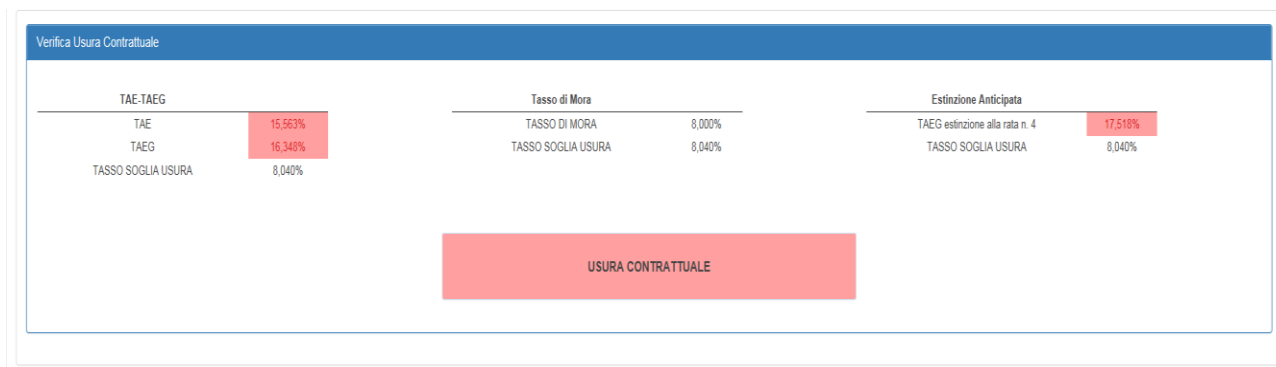 Verifica Usura Contrattuale
TAE-TAEG
TAE 15,563%
TAEG 16,348%
TASSO SOGLIA USURA 8,040%
Tasso di Mora
TASSO DI MORA 8,000%
TASSO SOGLIA USURA 8,040%
Estinzione Anticipata
TAEG estinzione alla rata n. 4 17,518%
TASSO SOGLIA USURA 8,040%
USURA CONTRATTUALE